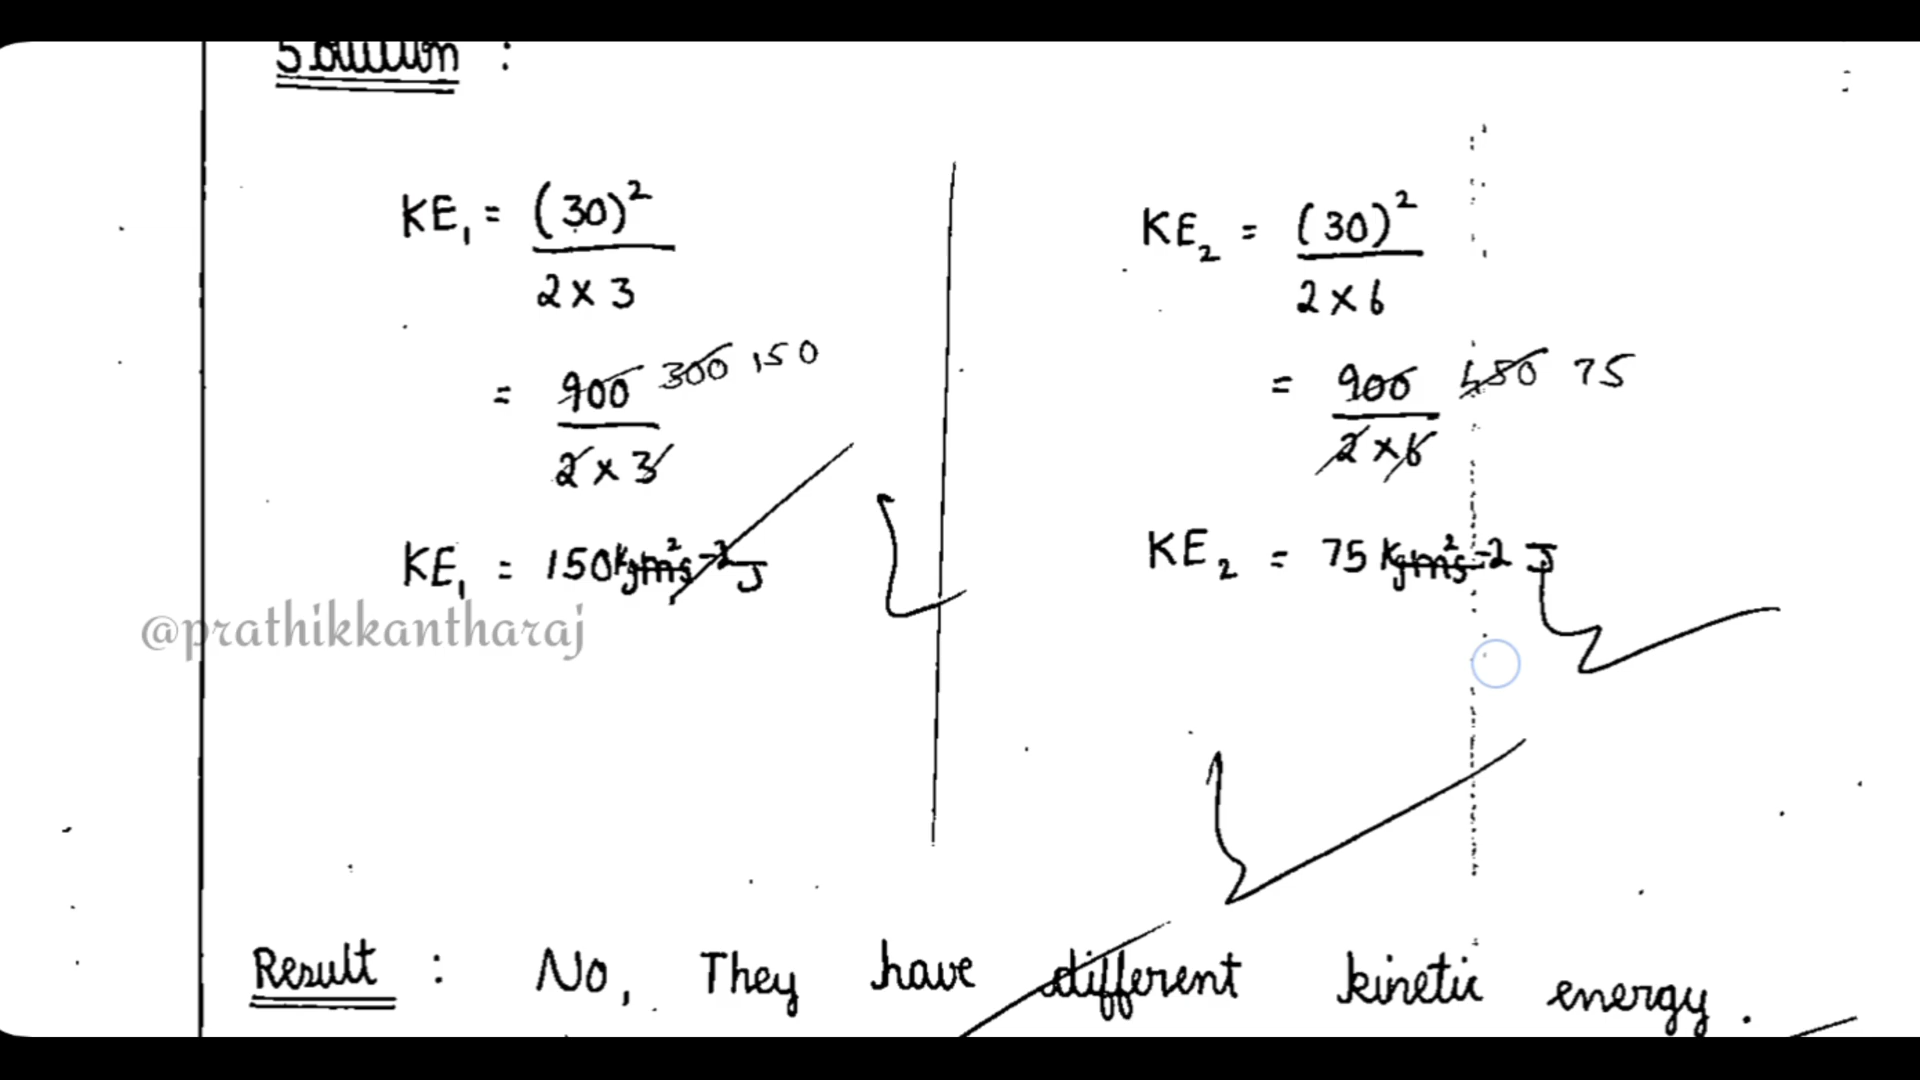 Solution :
KE₁ = (30)²
2 × 3
= 900 300 150
2 × 3
KE₁ = 150 Kgm²s⁻² J
KE₂ = (30)²
2 × 6
= 900 450 75
2 × 6
KE₂ = 75 Kgm²s⁻² J
@prathikkantharaj
Result : No, They have different kinetic energy.